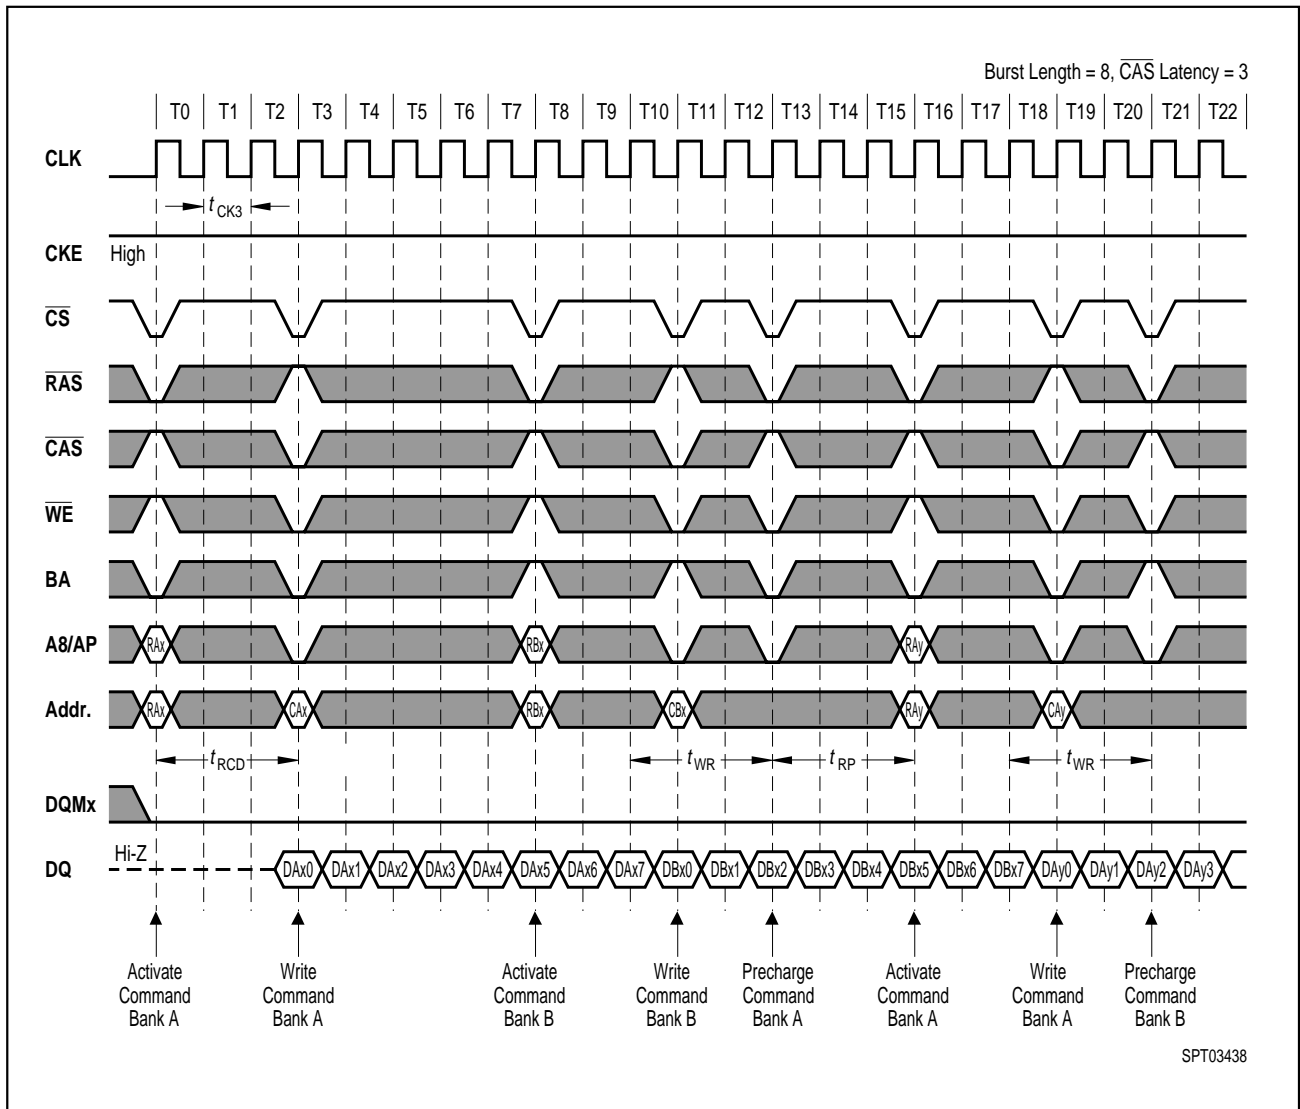 Burst Length = 8, CAS Latency = 3
T0 T1 T2 T3 T4 T5 T6 T7 T8 T9 T10 T11 T12 T13 T14 T15 T16 T17 T18 T19 T20 T21 T22
CLK
t CK3
CKE High
CS
RAS
CAS
WE
BA
A8/AP RAx RBx RAy
Addr. RAx CAx RBx CBx RAy CAy
t RCD t WR t RP t WR
DQMx
Hi-Z
DQ DAx0 DAx1 DAx2 DAx3 DAx4 DAx5 DAx6 DAx7 DBx0 DBx1 DBx2 DBx3 DBx4 DBx5 DBx6 DBx7 DAy0 DAy1 DAy2 DAy3
Activate Write Activate Write Precharge Activate Write Precharge
Command Command Command Command Command Command Command Command
Bank A Bank A Bank B Bank B Bank A Bank A Bank A Bank B
SPT03438